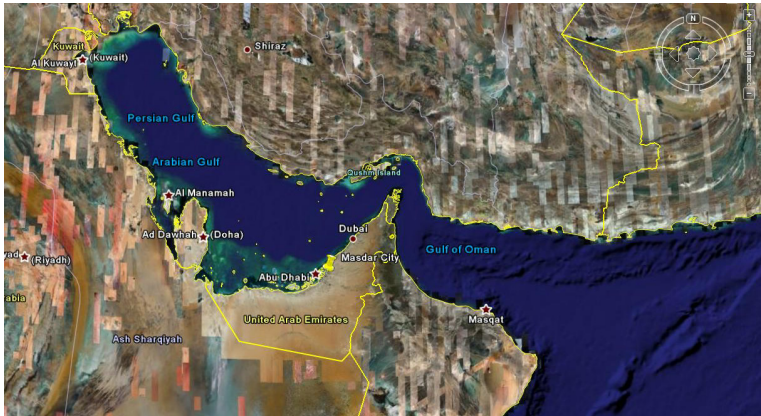 N
Kuwait
Al Kuwayt (Kuwait)
Shiraz
Persian Gulf
Arabian Gulf
Qushm Island
Al Manamah
Ad Dawhah (Doha)
Dubai
Gulf of Oman
yad (Riyadh)
Masdar City
Abu Dhabi
rabia
United Arab Emirates
Masqat
Ash Sharqiyah